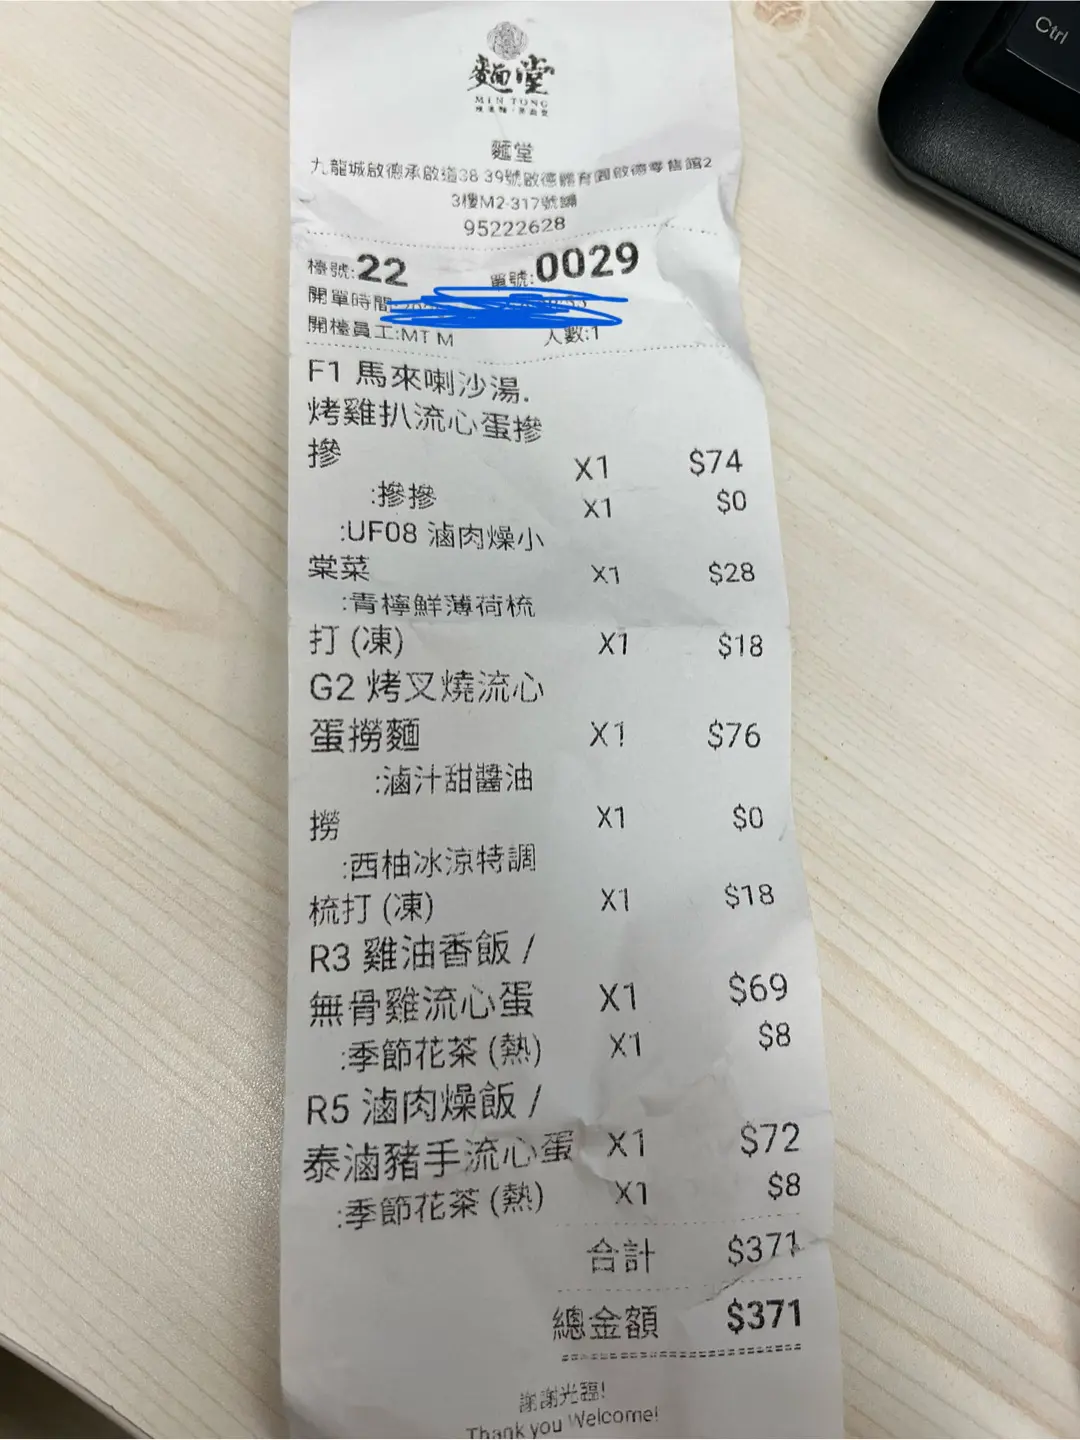 麵堂
MIN TONG
麵堂
九龍城啟德承啟道38-39號啟德體育園啟德零售館2
3樓M2-317號舖
95222628
檯號:22 單號:0029
開單時間:
開檯員工:MT M 人數:1
F1 馬來喇沙湯.
烤雞扒流心蛋摻
摻 X1 $74
:摻摻 X1 $0
:UF08 滷肉燥小
棠菜 X1 $28
:青檸鮮薄荷梳
打 (凍) X1 $18
G2 烤叉燒流心
蛋撈麵 X1 $76
:滷汁甜醬油
撈 X1 $0
:西柚冰涼特調
梳打 (凍) X1 $18
R3 雞油香飯 /
無骨雞流心蛋 X1 $69
:季節花茶 (熱) X1 $8
R5 滷肉燥飯 /
泰滷豬手流心蛋 X1 $72
:季節花茶 (熱) X1 $8
合計 $371
總金額 $371
謝謝光臨!
Thank you Welcome!
Ctrl